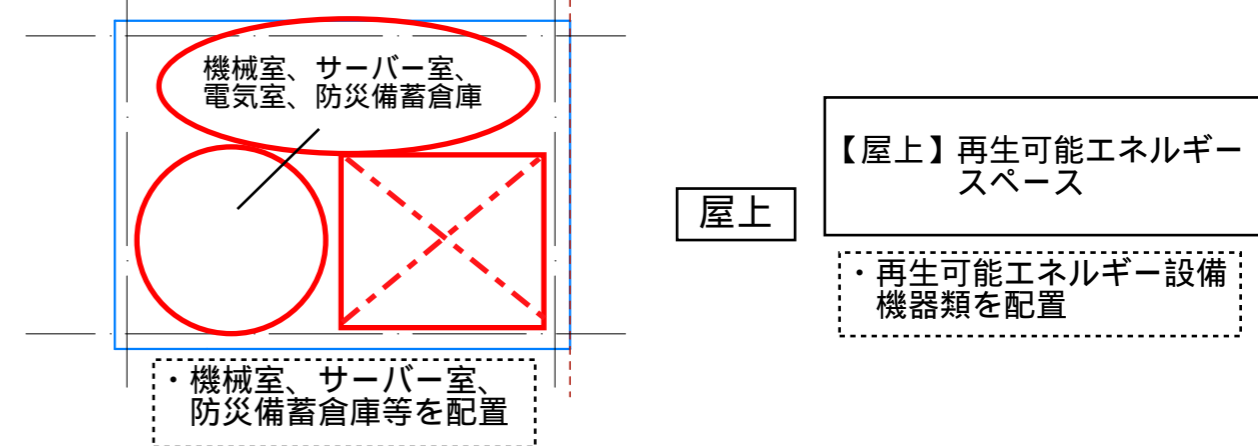 機械室、サーバー室、
電気室、防災備蓄倉庫
・機械室、サーバー室、
防災備蓄倉庫等を配置
屋上
【屋上】再生可能エネルギー
スペース
・再生可能エネルギー設備
機器類を配置